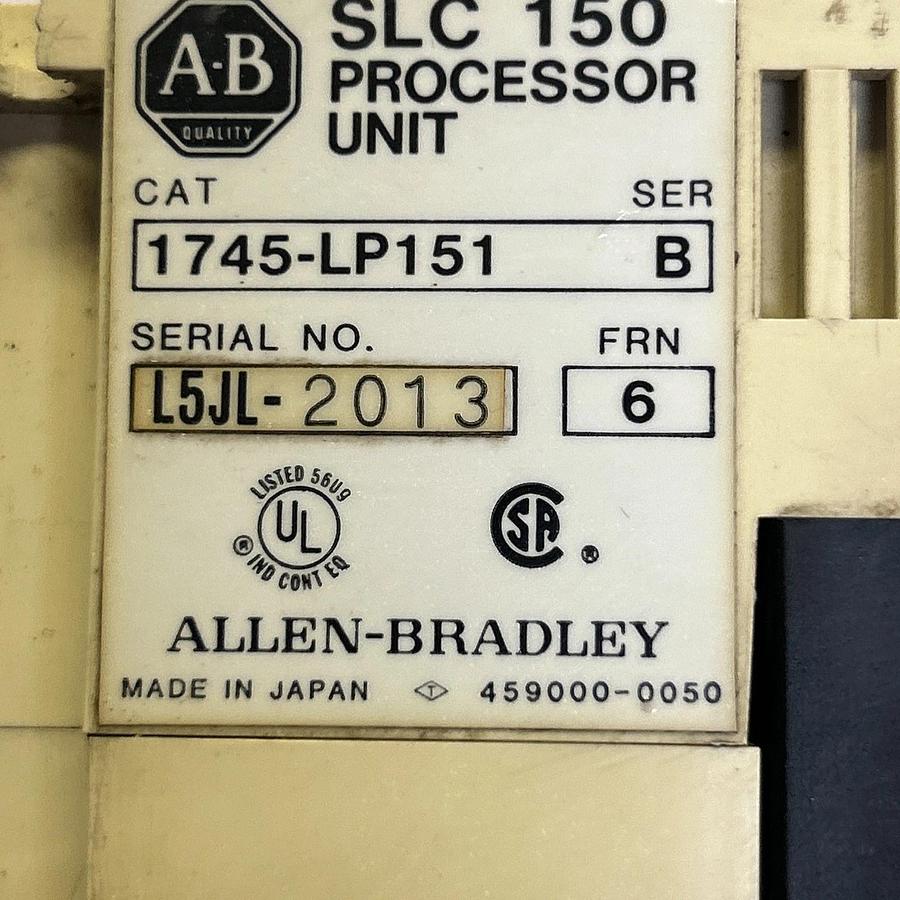 A-B
QUALITY
SLC 150
PROCESSOR
UNIT
CAT SER
1745-LP151 B
SERIAL NO. FRN
L5JL-2013 6
LISTED 56U9
UL
® IND CONT EQ
SA ®
ALLEN-BRADLEY
MADE IN JAPAN T 459000-0050